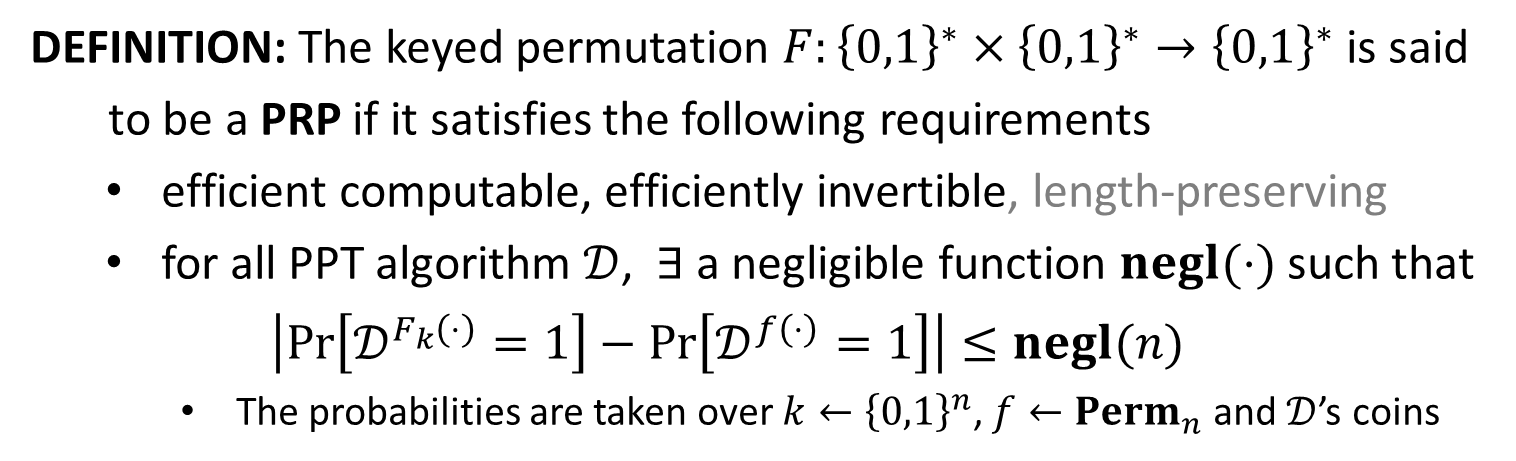 DEFINITION: The keyed permutation 𝐹: {0,1}* × {0,1}* → {0,1}* is said
to be a PRP if it satisfies the following requirements
• efficient computable, efficiently invertible, length-preserving
• for all PPT algorithm 𝒟, ∃ a negligible function negl(·) such that
|Pr[𝒟^{𝐹_𝑘(·)} = 1] − Pr[𝒟^{𝑓(·)} = 1]| ≤ negl(𝑛)
• The probabilities are taken over 𝑘 ← {0,1}^𝑛, 𝑓 ← Perm_𝑛 and 𝒟’s coins